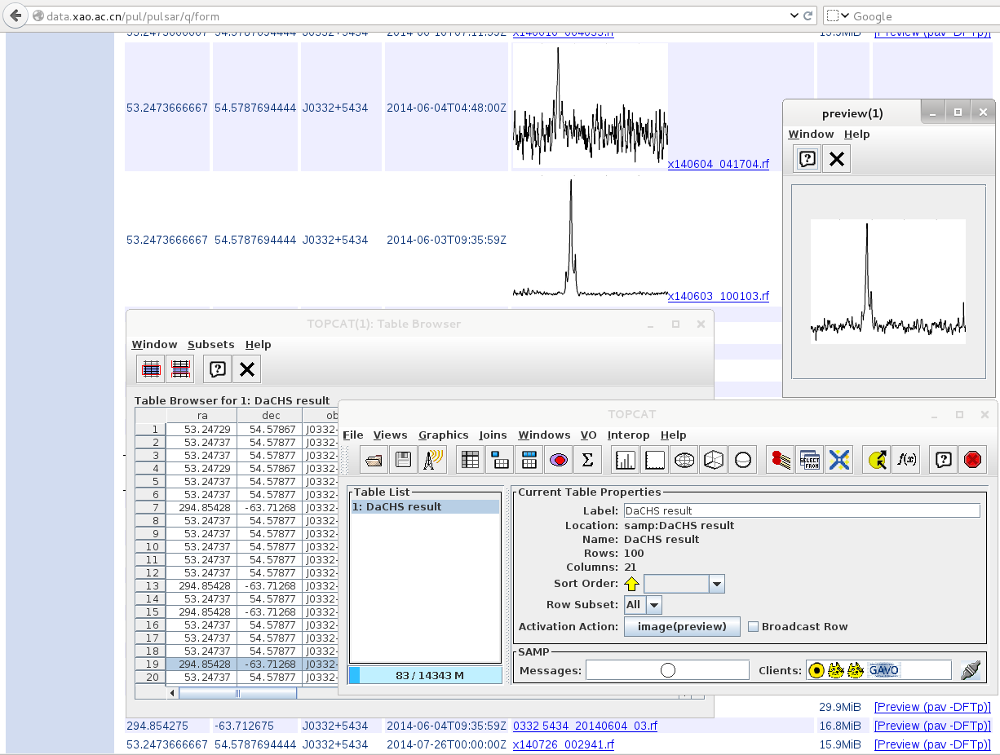 data.xao.ac.cn/pul/pulsar/q/form
Google
53.2473666667 54.5787694444 J0332+5434
53.2473666667 54.5787694444 J0332+5434 2014-06-04T04:48:00Z x140604_041704.rf
53.2473666667 54.5787694444 J0332+5434 2014-06-03T09:35:59Z x140603_100103.rf
preview(1)
Window Help
TOPCAT(1): Table Browser
Window Subsets Help
Table Browser for 1: DaCHS result
ra dec ob
1 53.24729 54.57867 J0332-
2 53.24737 54.57877 J0332-
3 53.24737 54.57877 J0332-
4 53.24729 54.57867 J0332-
5 53.24737 54.57877 J0332-
6 53.24737 54.57877 J0332-
7 294.85428 -63.71268 J0332-
8 53.24737 54.57877 J0332-
9 53.24737 54.57877 J0332-
10 53.24737 54.57877 J0332-
11 53.24737 54.57877 J0332-
12 53.24737 54.57877 J0332-
13 294.85428 -63.71268 J0332-
14 53.24737 54.57877 J0332-
15 294.85428 -63.71268 J0332-
16 53.24737 54.57877 J0332-
17 53.24737 54.57877 J0332-
18 53.24737 54.57877 J0332-
19 294.85428 -63.71268 J0332-
20 53.24737 54.57877 J0332-
TOPCAT
File Views Graphics Joins Windows VO Interop Help
SELECT FROM
f(x)
Table List
1: DaCHS result
83 / 14343 M
Current Table Properties
Label: DaCHS result
Location: samp:DaCHS result
Name: DaCHS result
Rows: 100
Columns: 21
Sort Order:
Row Subset: All
Activation Action: image(preview) Broadcast Row
SAMP
Messages: Clients: GAVO
29.9MiB [Preview (pav -DFTp)]
294.854275 -63.712675 J0332+5434 2014-06-04T09:35:59Z 0332 5434_20140604_03.rf 16.8MiB [Preview (pav -DFTp)]
53.2473666667 54.5787694444 J0332+5434 2014-07-26T00:00:00Z x140726_002941.rf 15.9MiB [Preview (pav -DFTp)]